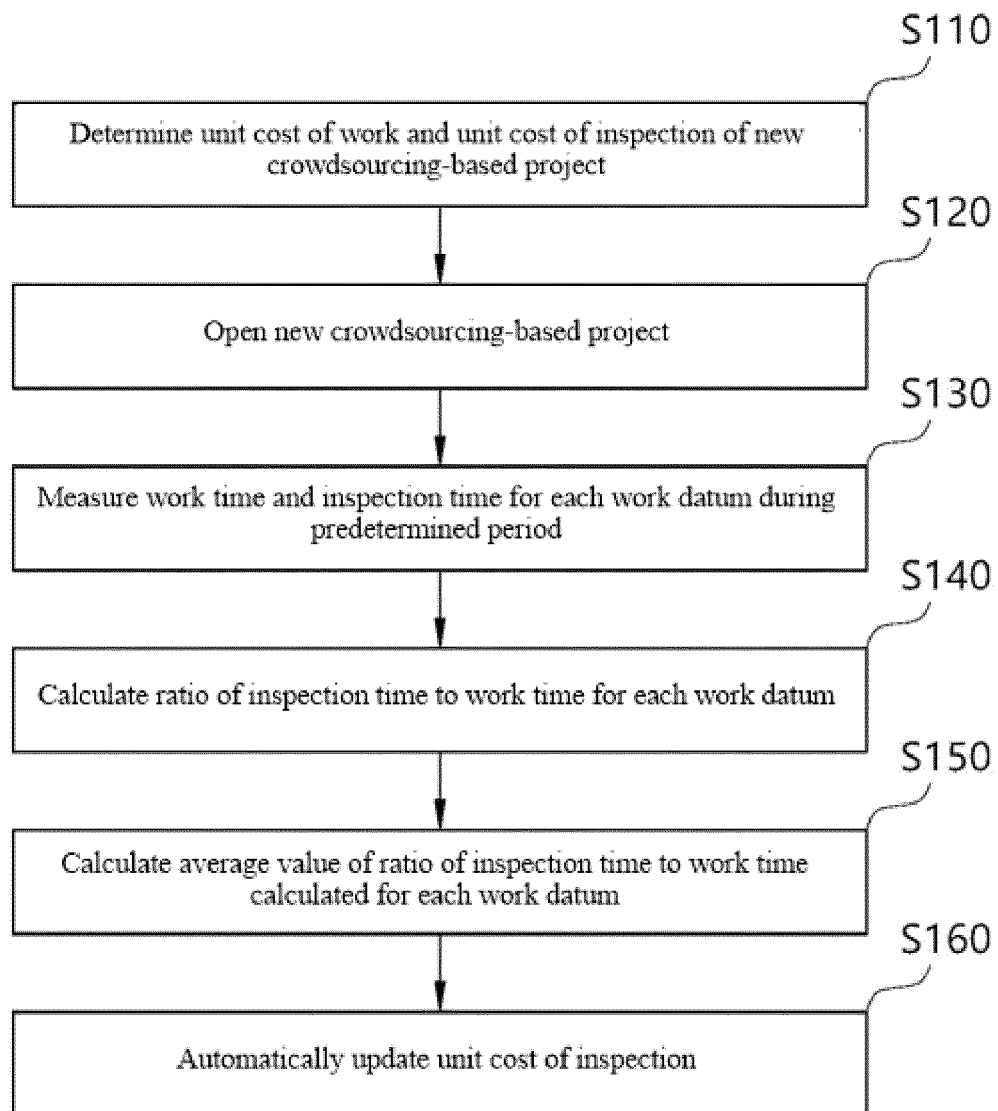 S110
Determine unit cost of work and unit cost of inspection of new
crowdsourcing-based project
S120
Open new crowdsourcing-based project
S130
Measure work time and inspection time for each work datum during
predetermined period
S140
Calculate ratio of inspection time to work time for each work datum
S150
Calculate average value of ratio of inspection time to work time
calculated for each work datum
S160
Automatically update unit cost of inspection